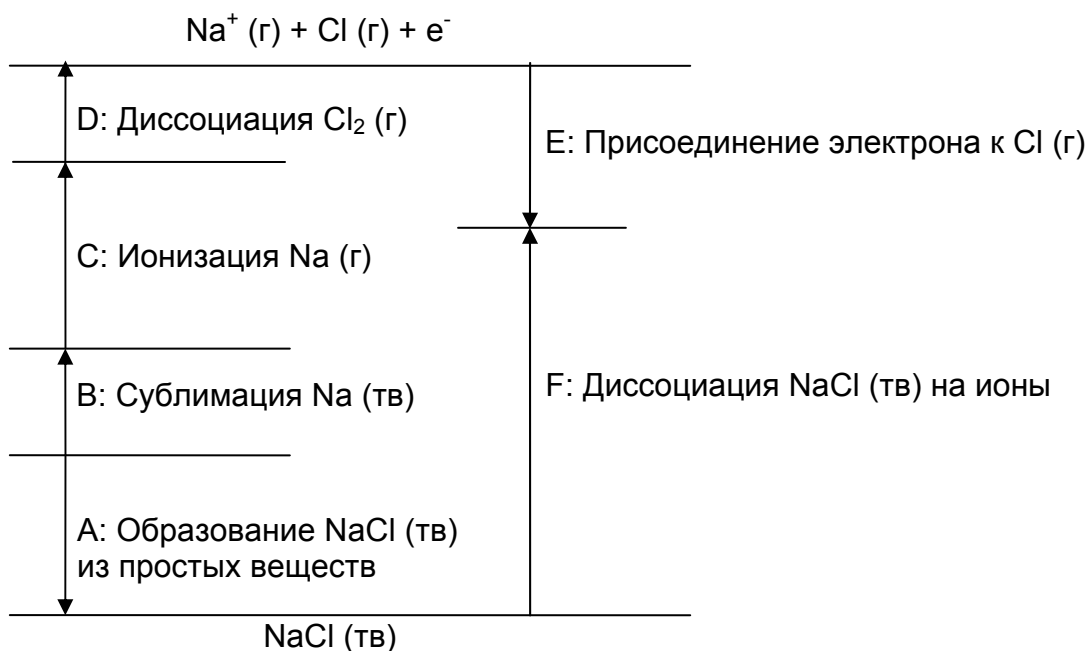 Na⁺ (г) + Cl (г) + e⁻
D: Диссоциация Cl₂ (г)
E: Присоединение электрона к Cl (г)
C: Ионизация Na (г)
B: Сублимация Na (тв)
F: Диссоциация NaCl (тв) на ионы
A: Образование NaCl (тв)
из простых веществ
NaCl (тв)